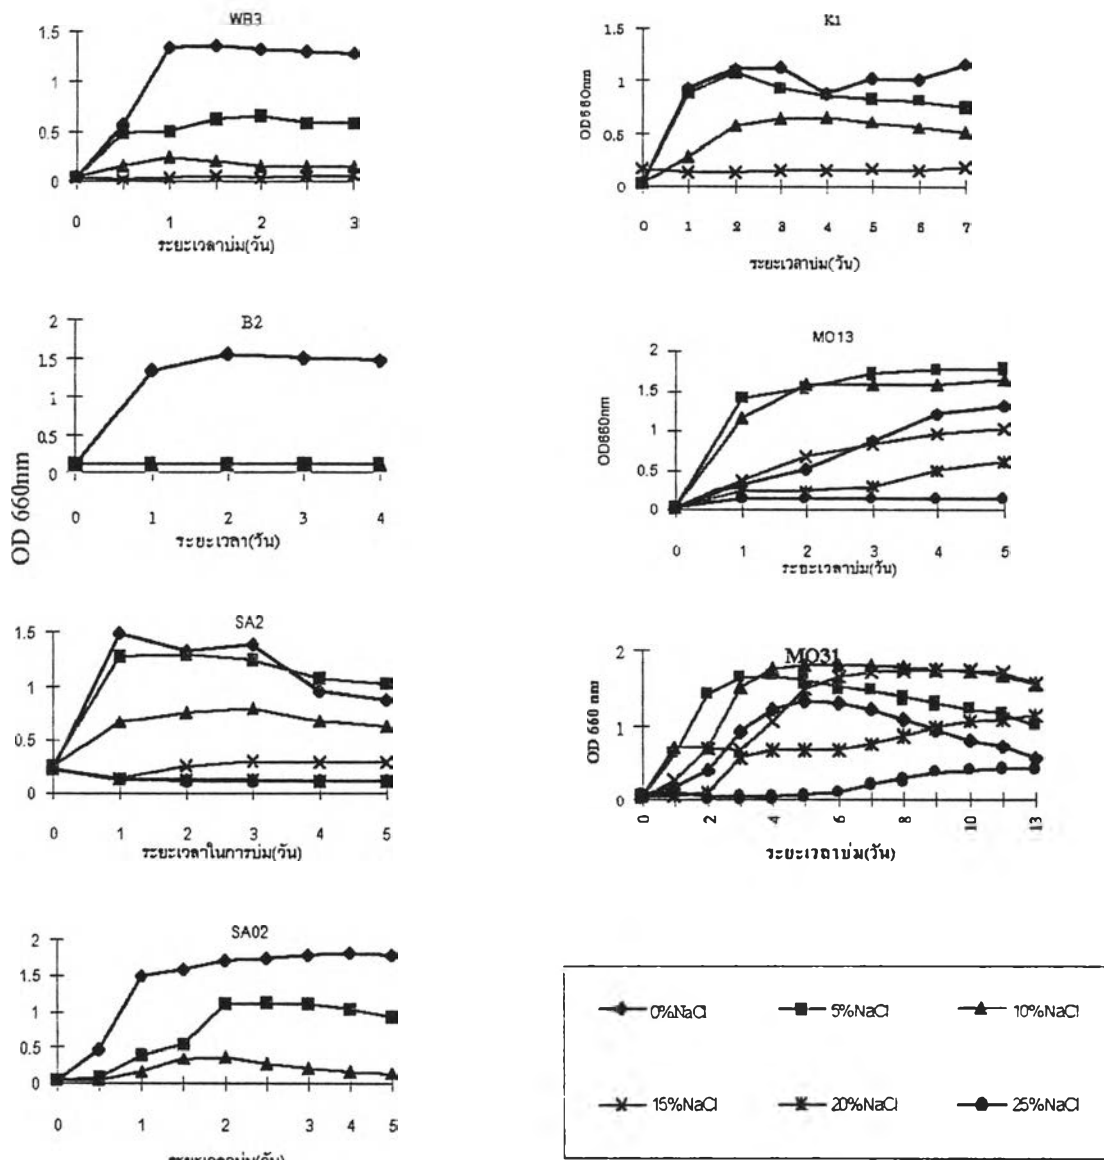 WB3
1.5
1
0.5
0
0 1 2 3
ระยะเวลาบ่ม(วัน)
K1
OD660nm
1.5
1
0.5
0
0 1 2 3 4 5 6 7
ระยะเวลาบ่ม(วัน)
B2
2
1.5
1
0.5
0
0 1 2 3 4
ระยะเวลา(วัน)
OD 660nm
MO13
OD660nm
2
1.5
1
0.5
0
0 1 2 3 4 5
ระยะเวลาบ่ม(วัน)
SA2
1.5
1
0.5
0
0 1 2 3 4 5
ระยะเวลาในการบ่ม(วัน)
MO31
OD 660 nm
2
1
0
0 2 4 6 8 10 13
ระยะเวลาบ่ม(วัน)
SA02
2
1.5
1
0.5
0
0 1 2 3 4 5
0%NaCl 5%NaCl 10%NaCl
15%NaCl 20%NaCl 25%NaCl